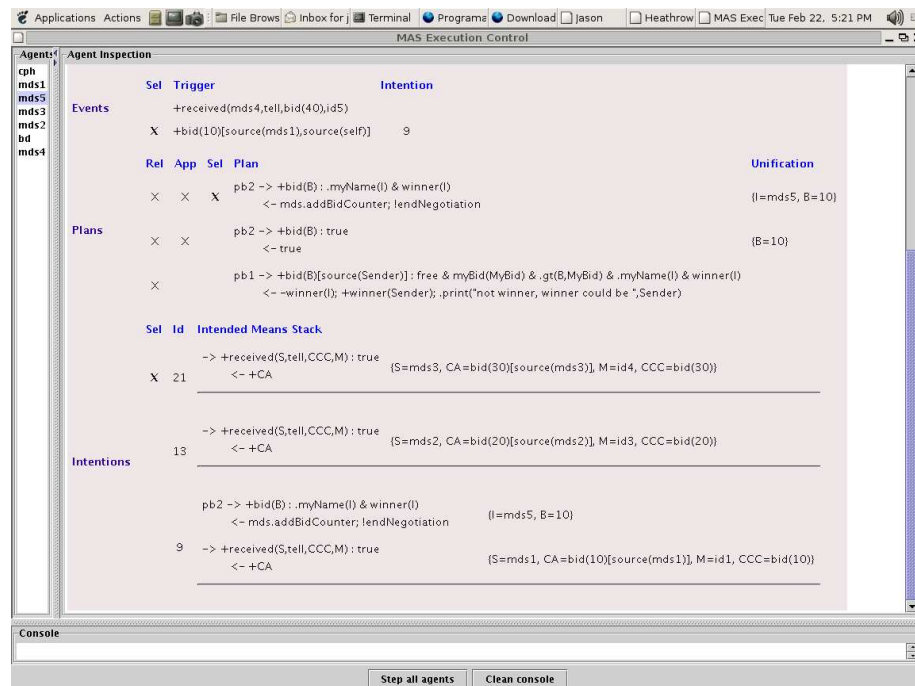 Applications Actions File Brows Inbox for j Terminal Programa Download Jason Heathrow MAS Exec Tue Feb 22, 5:21 PM
MAS Execution Control
Agents Agent Inspection
cph
mds1
mds5
mds3
mds2
bd
mds4
Sel Trigger Intention
Events +received(mds4,tell,bid(40),id5)
X +bid(10)[source(mds1),source(self)] 9
Rel App Sel Plan Unification
pb2 -> +bid(B) : .myName(I) & winner(I)
X X X {I=mds5, B=10}
<- mds.addBidCounter; !endNegotiation
Plans
pb2 -> +bid(B) : true
X X {B=10}
<- true
pb1 -> +bid(B)[source(Sender)] : free & myBid(MyBid) & .gt(B,MyBid) & .myName(I) & winner(I)
X
<- -winner(I); +winner(Sender); .print("not winner, winner could be ",Sender)
Sel Id Intended Means Stack
-> +received(S,tell,CCC,M) : true
X 21 {S=mds3, CA=bid(30)[source(mds3)], M=id4, CCC=bid(30)}
<- +CA
-> +received(S,tell,CCC,M) : true
13 {S=mds2, CA=bid(20)[source(mds2)], M=id3, CCC=bid(20)}
<- +CA
Intentions
pb2 -> +bid(B) : .myName(I) & winner(I)
{I=mds5, B=10}
<- mds.addBidCounter; !endNegotiation
9 -> +received(S,tell,CCC,M) : true
{S=mds1, CA=bid(10)[source(mds1)], M=id1, CCC=bid(10)}
<- +CA
Console
Step all agents Clean console